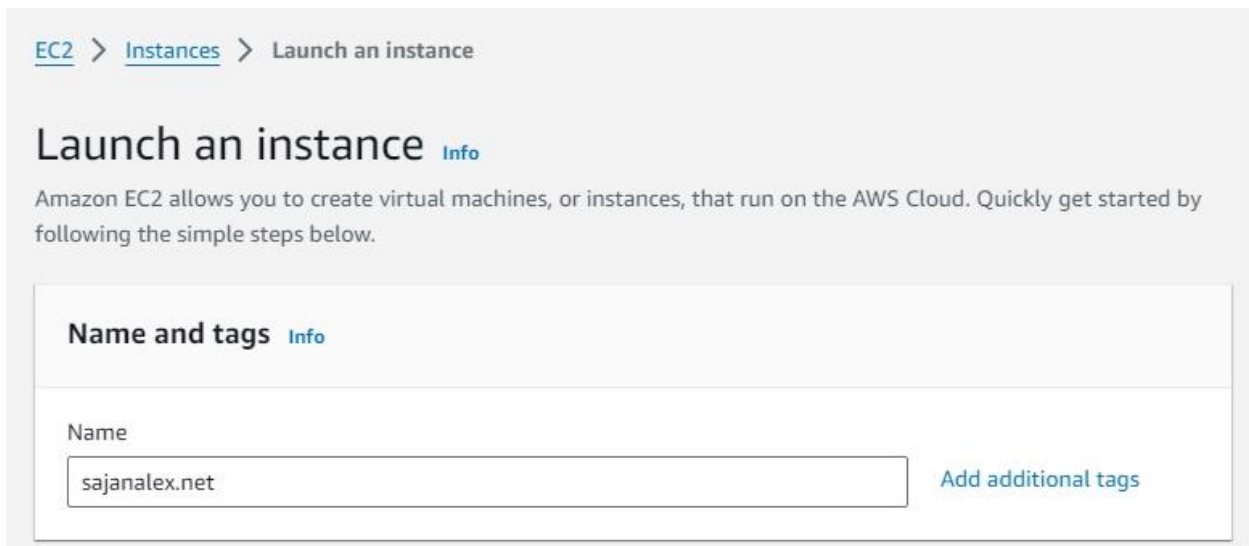 EC2 > Instances > Launch an instance
Launch an instance Info
Amazon EC2 allows you to create virtual machines, or instances, that run on the AWS Cloud. Quickly get started by
following the simple steps below.
Name and tags Info
Name
sajanalex.net Add additional tags